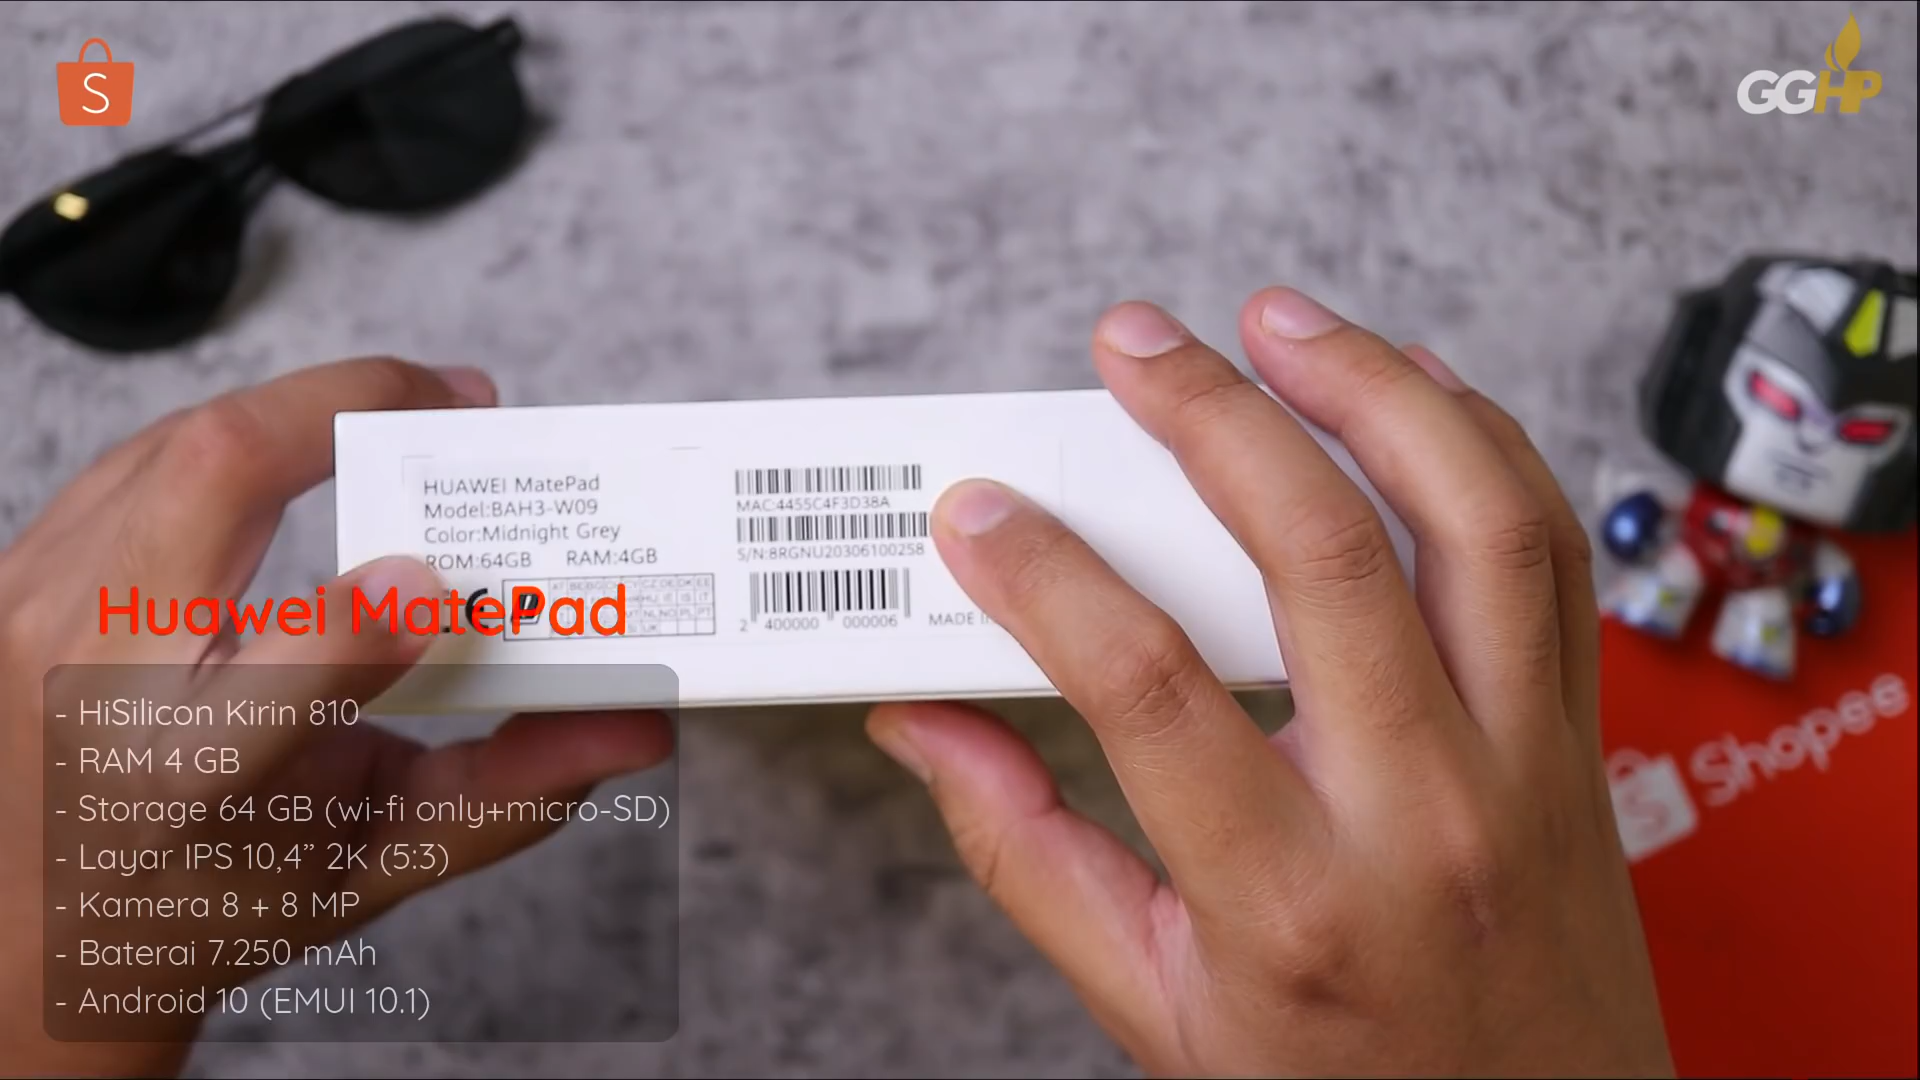 S
GGHP
HUAWEI MatePad
Model:BAH3-W09
Color:Midnight Grey
ROM:64GB RAM:4GB
MAC:4455C4F3D38A
S/N:8RGNU20306100258
2 400000 000006
MADE
Huawei MatePad
- HiSilicon Kirin 810
- RAM 4 GB
- Storage 64 GB (wi-fi only+micro-SD)
- Layar IPS 10,4” 2K (5:3)
- Kamera 8 + 8 MP
- Baterai 7.250 mAh
- Android 10 (EMUI 10.1)
Shopee